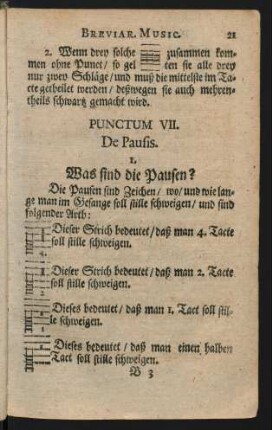 BREVIAR. MUSIC. 21
2. Wenn drey solche zusammen kom-
men ohne Punct / so gel ten sie alle drey
nur zwey Schläge / und muß die mittelste im Ta-
cte getheilet werden / deßwegen sie auch mehren-
theils schwartz gemacht wird.
PUNCTUM VII.
De Pausis.
1.
Was sind die Pausen?
Die Pausen sind Zeichen / wo / und wie lan-
ge man im Gesange soll stille schweigen / und sind
folgender Arth:
Dieser Strich bedeutet / daß man 4. Tacte
soll stille schweigen.
Dieser Strich bedeutet / daß man 2. Tacte
soll stille schweigen.
Dieses bedeutet / daß man 1. Tact soll stil-
le schweigen.
Dieses bedeutet / daß man einen halben
Tact soll stille schweigen.
B 3